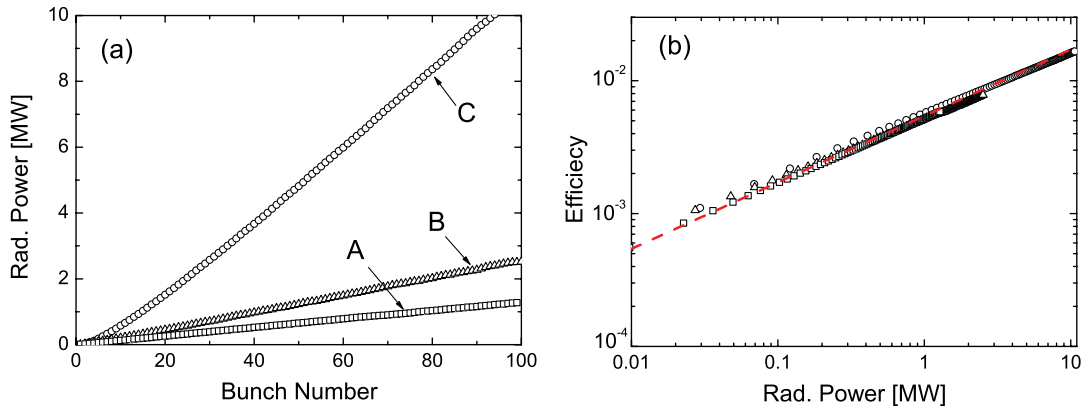 (a)
10
8
6
4
2
0
0 20 40 60 80 100
Rad. Power [MW]
Bunch Number
C
B
A
(b)
10⁻²
10⁻³
10⁻⁴
0.01 0.1 1 10
Efficiecy
Rad. Power [MW]